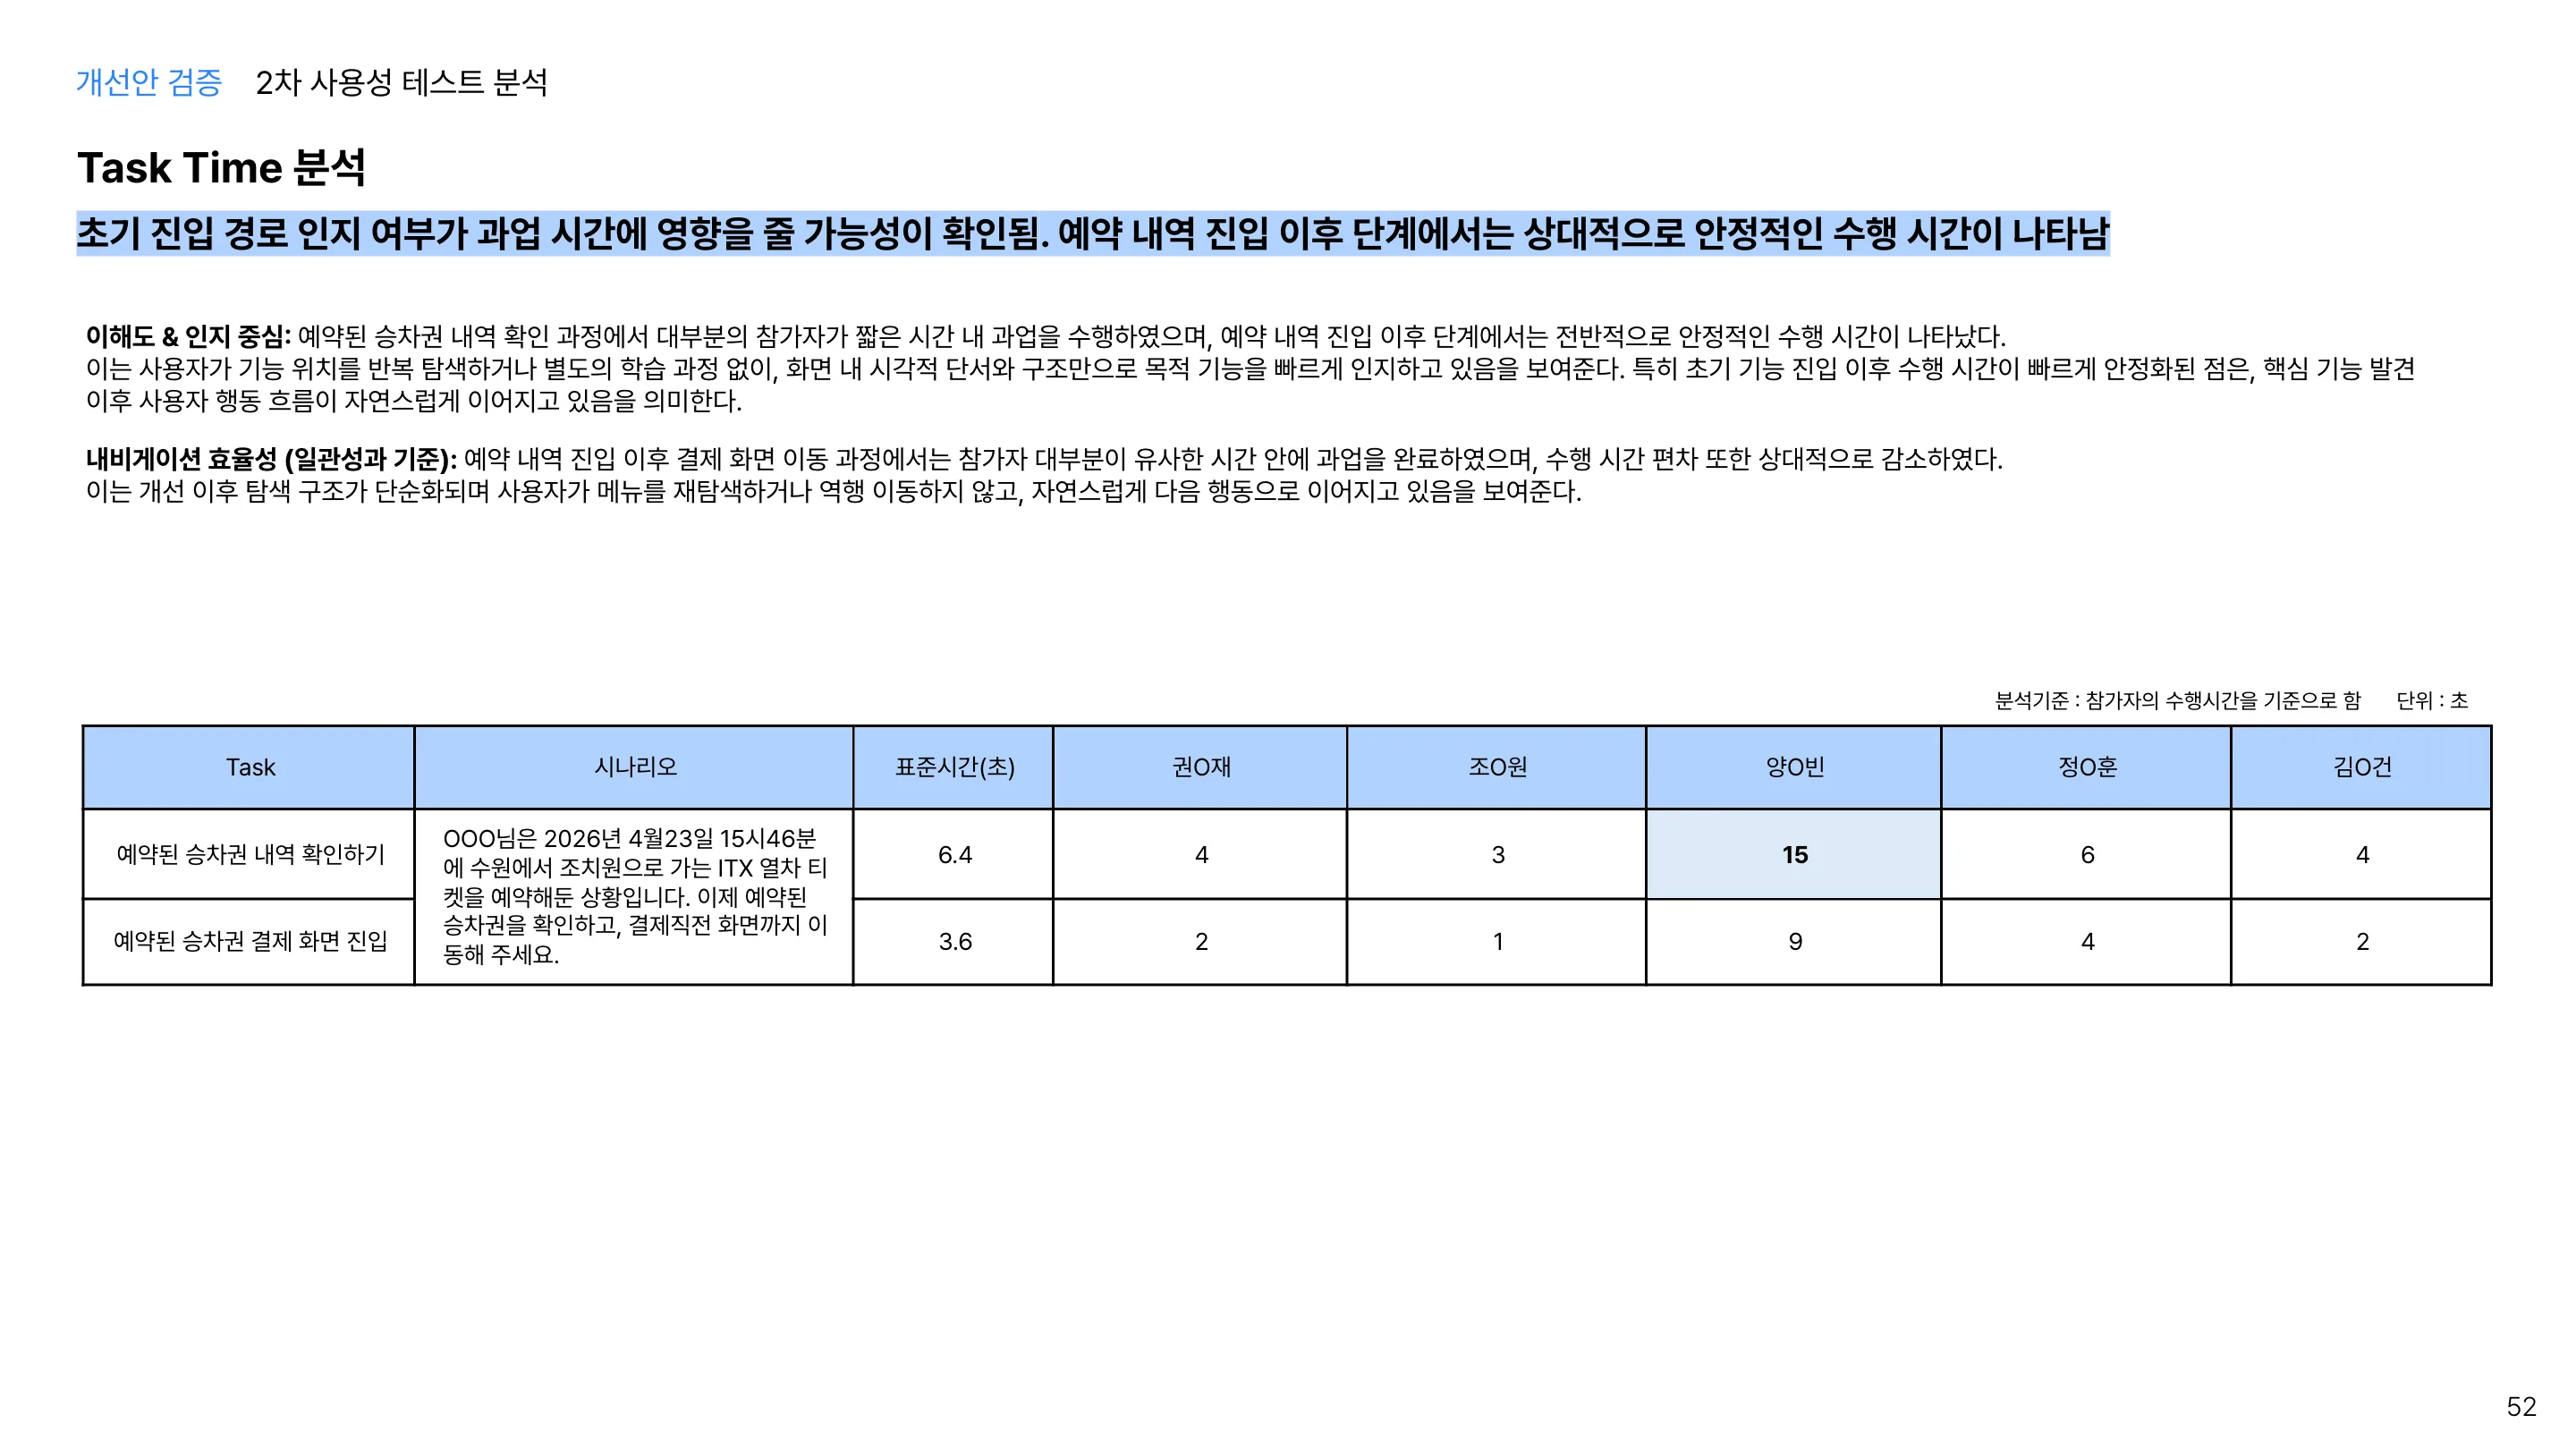 개선안 검증 2차 사용성 테스트 분석
Task Time 분석
초기 진입 경로 인지 여부가 과업 시간에 영향을 줄 가능성이 확인됨. 예약 내역 진입 이후 단계에서는 상대적으로 안정적인 수행 시간이 나타남
이해도 & 인지 중심: 예약된 승차권 내역 확인 과정에서 대부분의 참가자가 짧은 시간 내 과업을 수행하였으며, 예약 내역 진입 이후 단계에서는 전반적으로 안정적인 수행 시간이 나타났다.
이는 사용자가 기능 위치를 반복 탐색하거나 별도의 학습 과정 없이, 화면 내 시각적 단서와 구조만으로 목적 기능을 빠르게 인지하고 있음을 보여준다. 특히 초기 기능 진입 이후 수행 시간이 빠르게 안정화된 점은, 핵심 기능 발견
이후 사용자 행동 흐름이 자연스럽게 이어지고 있음을 의미한다.
내비게이션 효율성 (일관성과 기준): 예약 내역 진입 이후 결제 화면 이동 과정에서는 참가자 대부분이 유사한 시간 안에 과업을 완료하였으며, 수행 시간 편차 또한 상대적으로 감소하였다.
이는 개선 이후 탐색 구조가 단순화되며 사용자가 메뉴를 재탐색하거나 역행 이동하지 않고, 자연스럽게 다음 행동으로 이어지고 있음을 보여준다.
분석기준 : 참가자의 수행시간을 기준으로 함 단위 : 초
Task 시나리오 표준시간(초) 권O재 조O원 양O빈 정O훈 김O건
예약된 승차권 내역 확인하기
OOO님은 2026년 4월23일 15시46분
에 수원에서 조치원으로 가는 ITX 열차 티
켓을 예약해둔 상황입니다. 이제 예약된
승차권을 확인하고, 결제직전 화면까지 이
동해 주세요.
6.4 4 3 15 6 4
예약된 승차권 결제 화면 진입
3.6 2 1 9 4 2
52